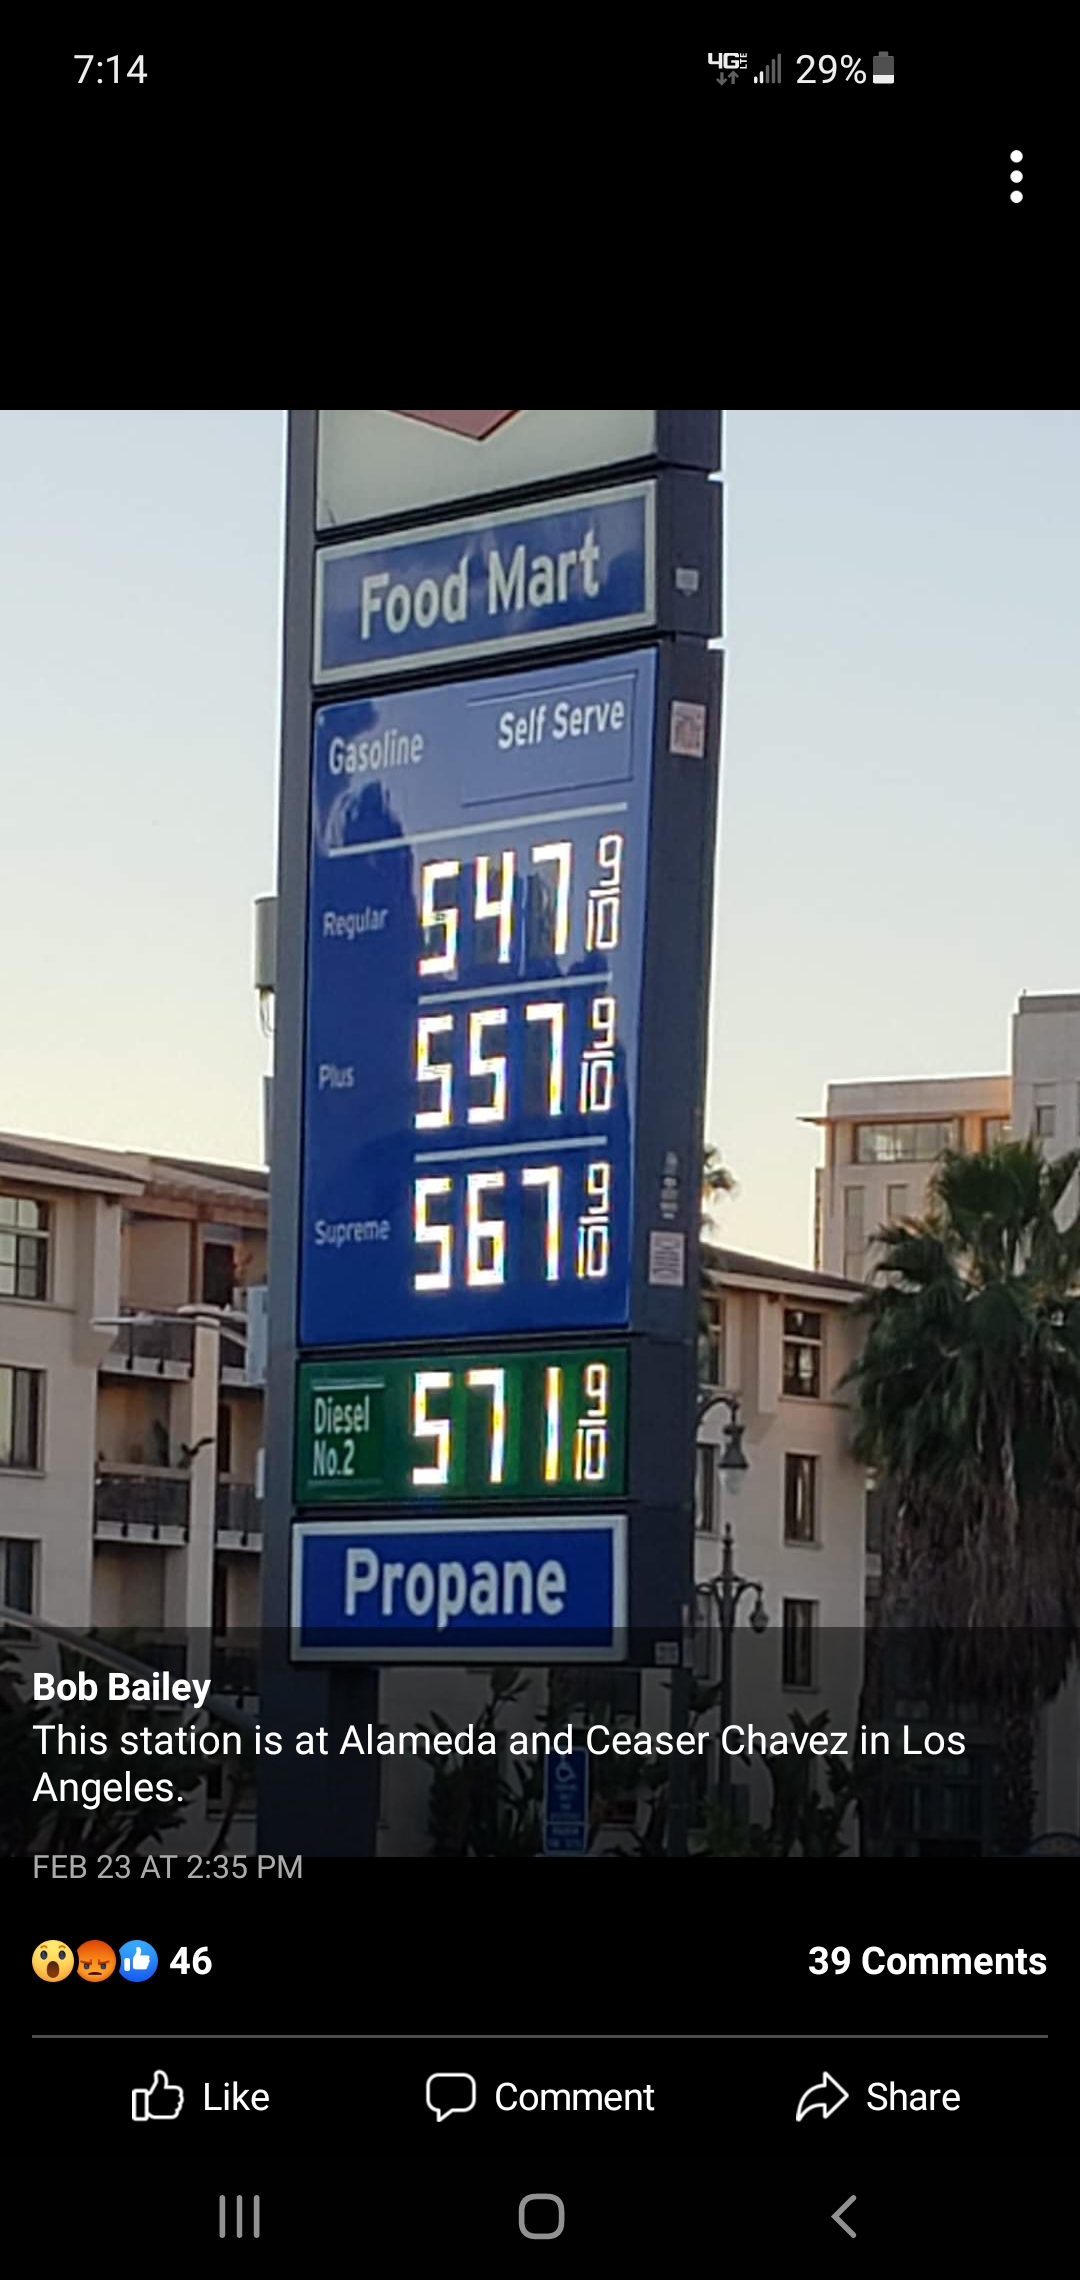 7:14
4G LTE 29%
Food Mart
Gasoline Self Serve
Regular 547 9/10
Plus 557 9/10
Supreme 567 9/10
Diesel
No.2
571 9/10
Propane
Bob Bailey
This station is at Alameda and Ceaser Chavez in Los
Angeles.
FEB 23 AT 2:35 PM
46 39 Comments
Like Comment Share